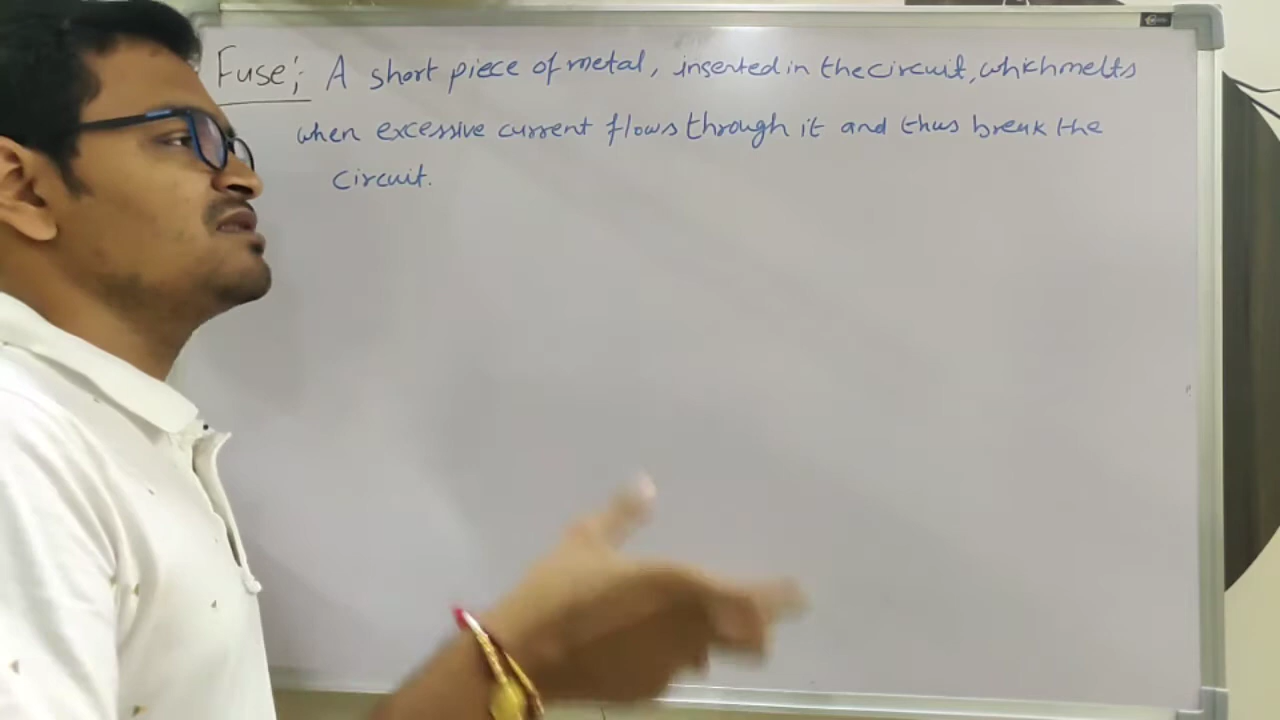 Fuse; A short piece of metal, inserted in the circuit, which melts
when excessive current flows through it and thus break the
circuit.